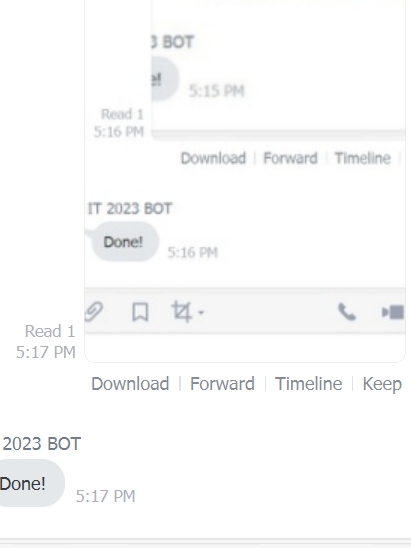 3 BOT
e!
5:15 PM
Read 1
5:16 PM
Download Forward Timeline
IT 2023 BOT
Done!
5:16 PM
Read 1
5:17 PM
Download Forward Timeline Keep
2023 BOT
Done!
5:17 PM